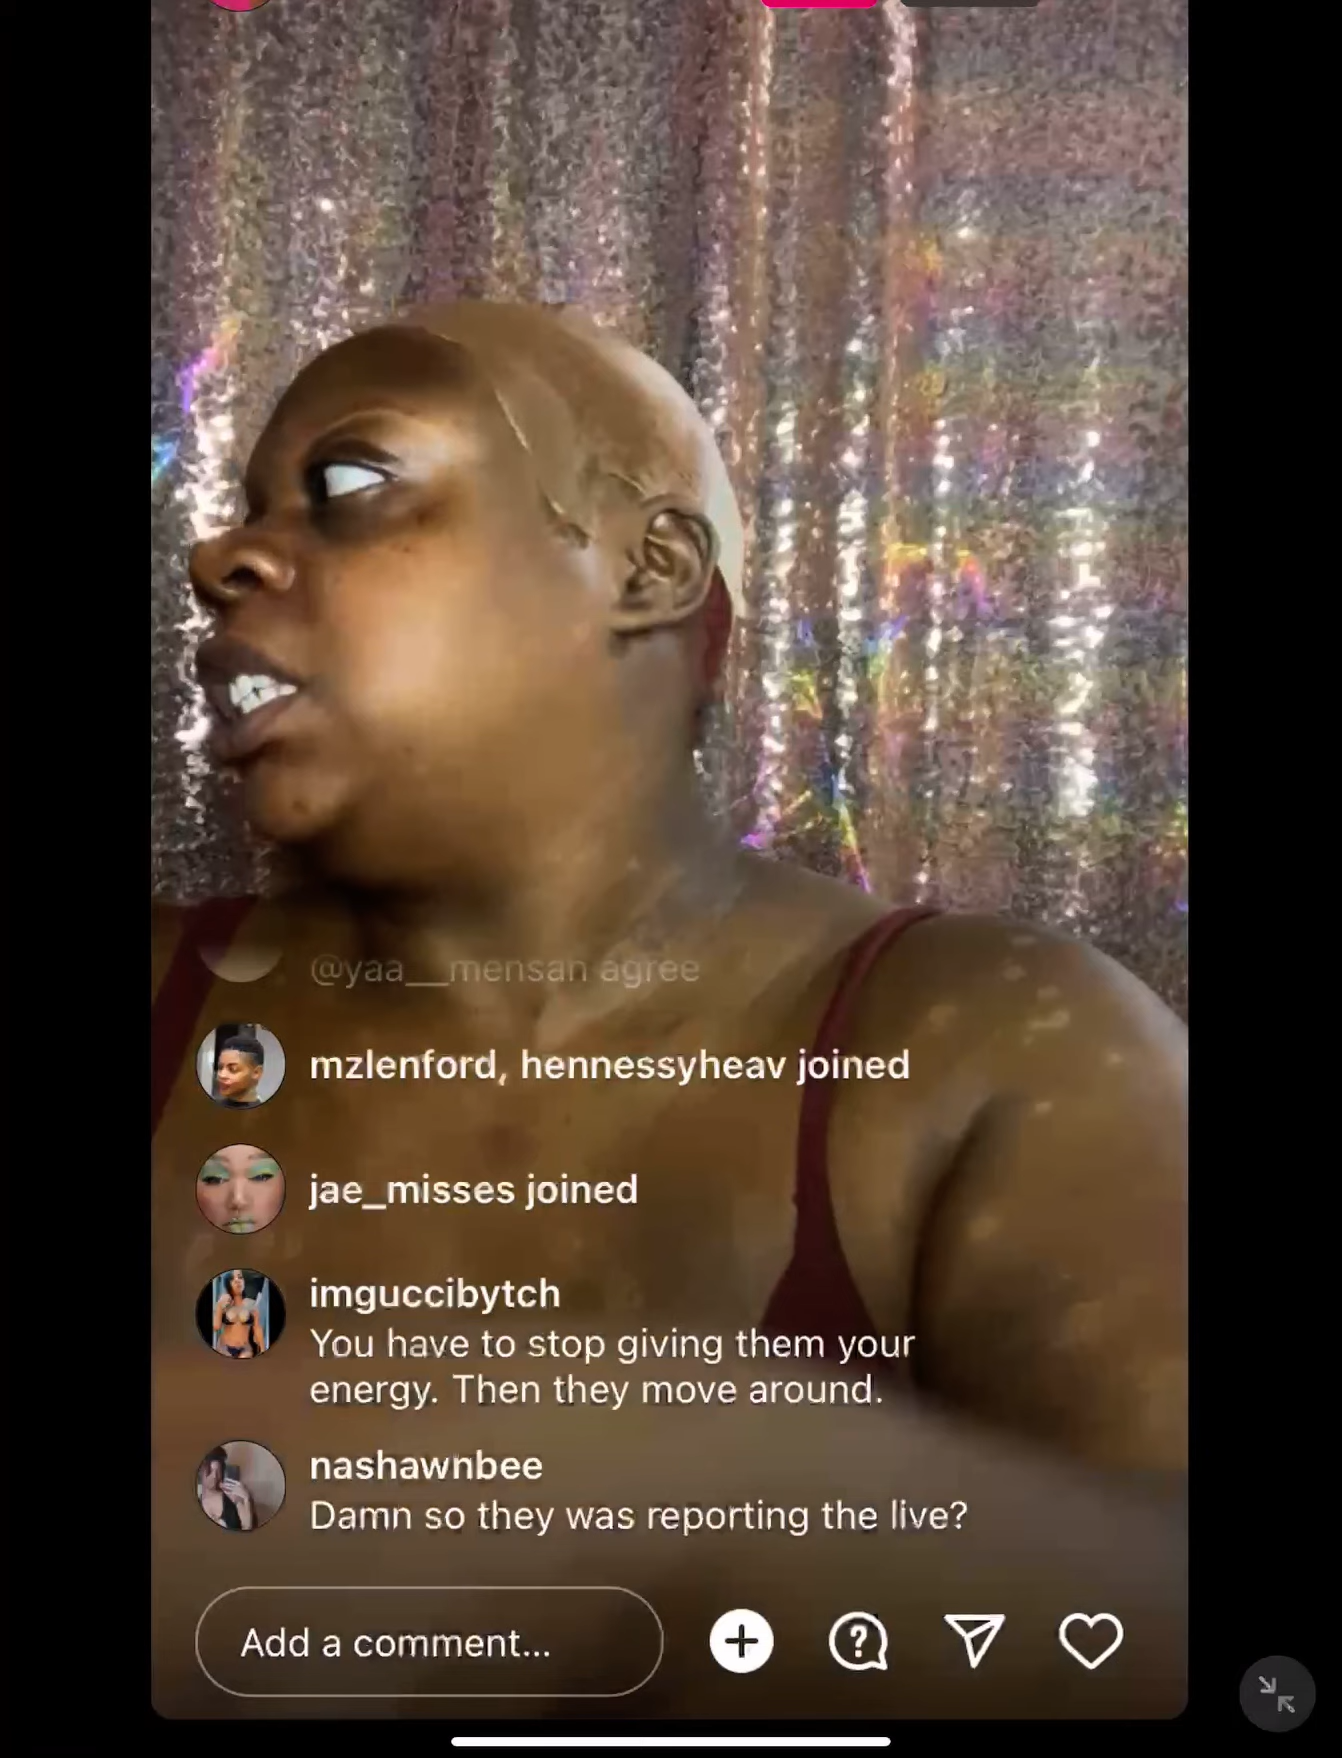 @yaa__mensan agree
mzlenford, hennessyheav joined
jae_misses joined
imguccibytch
You have to stop giving them your
energy. Then they move around.
nashawnbee
Damn so they was reporting the live?
Add a comment...